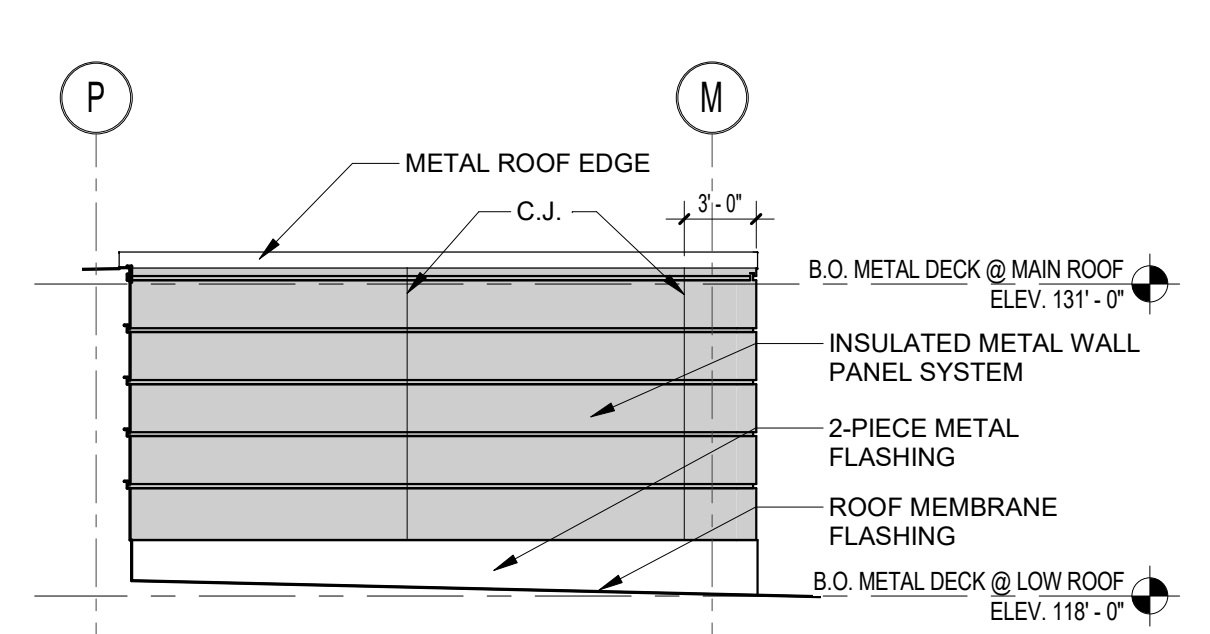 P
M
METAL ROOF EDGE
C.J.
3' - 0"
B.O. METAL DECK @ MAIN ROOF
ELEV. 131' - 0"
INSULATED METAL WALL
PANEL SYSTEM
2-PIECE METAL
FLASHING
ROOF MEMBRANE
FLASHING
B.O. METAL DECK @ LOW ROOF
ELEV. 118' - 0"